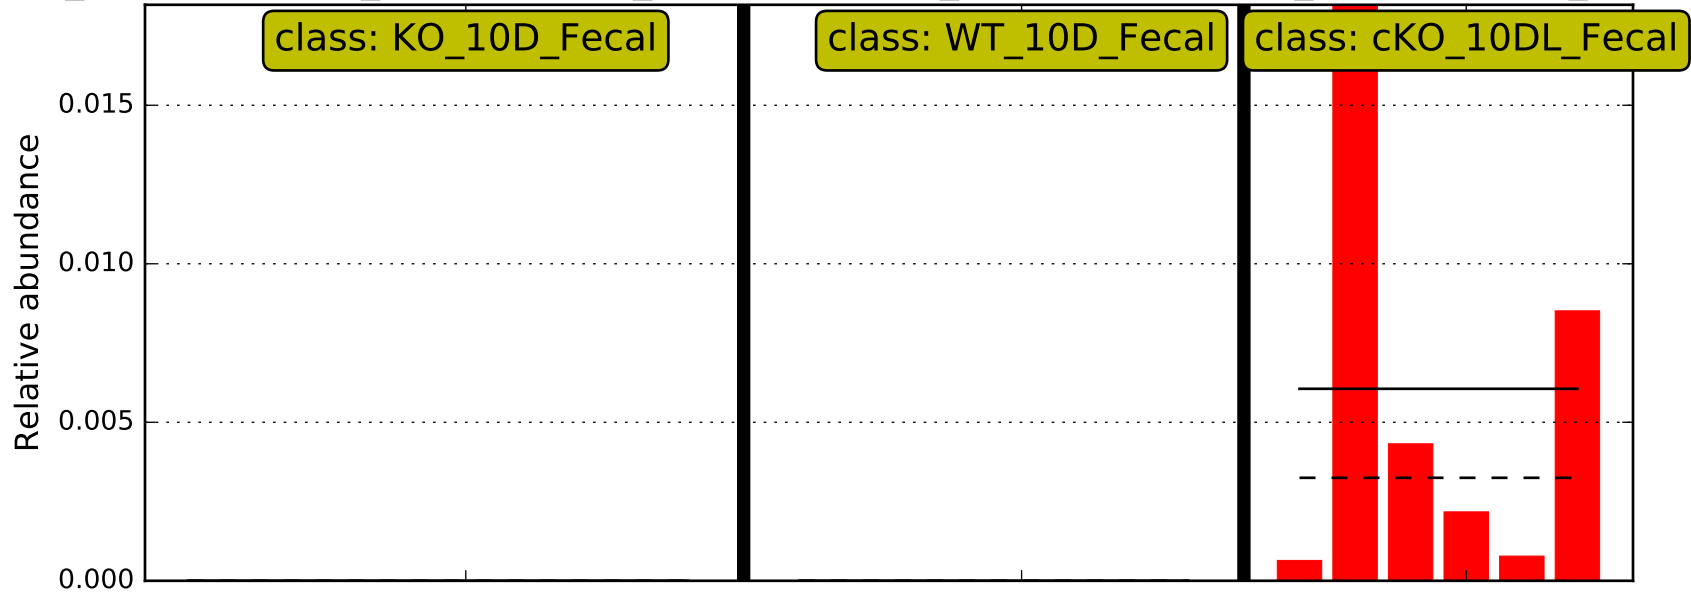 class: KO_10D_Fecal
class: WT_10D_Fecal
class: cKO_10DL_Fecal
Relative abundance
0.015
0.010
0.005
0.000